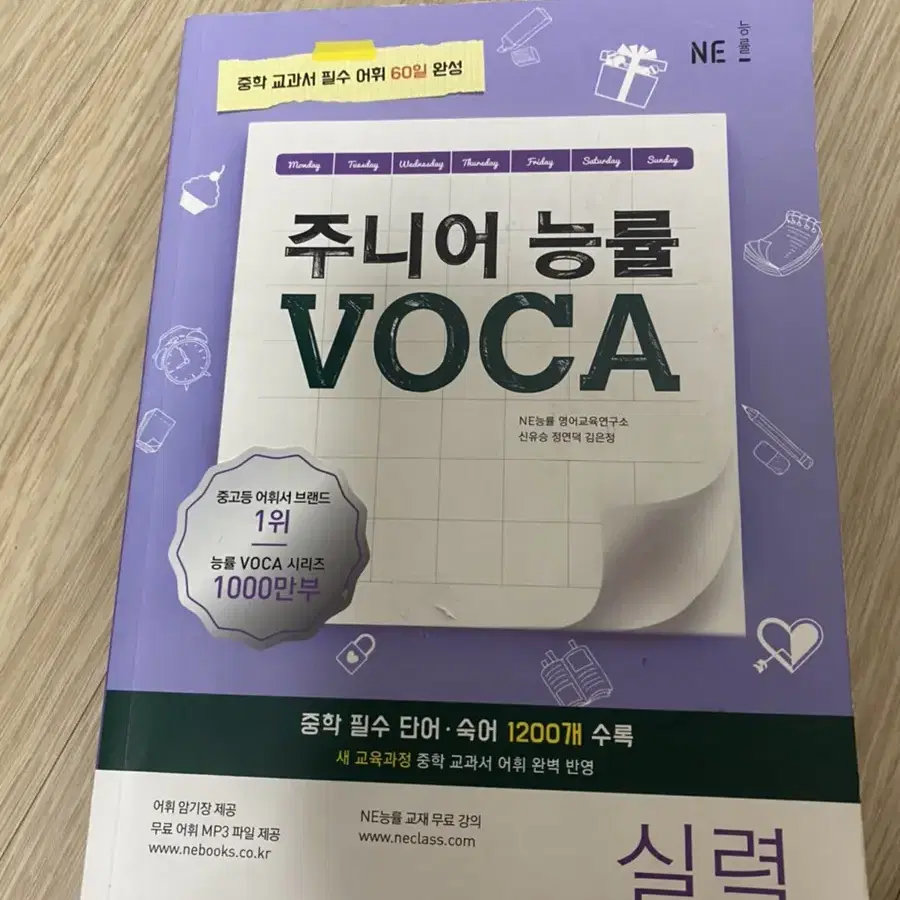 중학 교과서 필수 어휘 60일 완성
NE 능률
Monday Tuesday Wednesday Thursday Friday Saturday Sunday
주니어 능률
VOCA
NE능률 영어교육연구소
신유승 정연덕 김은정
중고등 어휘서 브랜드
1위
능률 VOCA 시리즈
1000만부
중학 필수 단어·숙어 1200개 수록
새 교육과정 중학 교과서 어휘 완벽 반영
어휘 암기장 제공
무료 어휘 MP3 파일 제공
www.nebooks.co.kr
NE능률 교재 무료 강의
www.neclass.com
실력